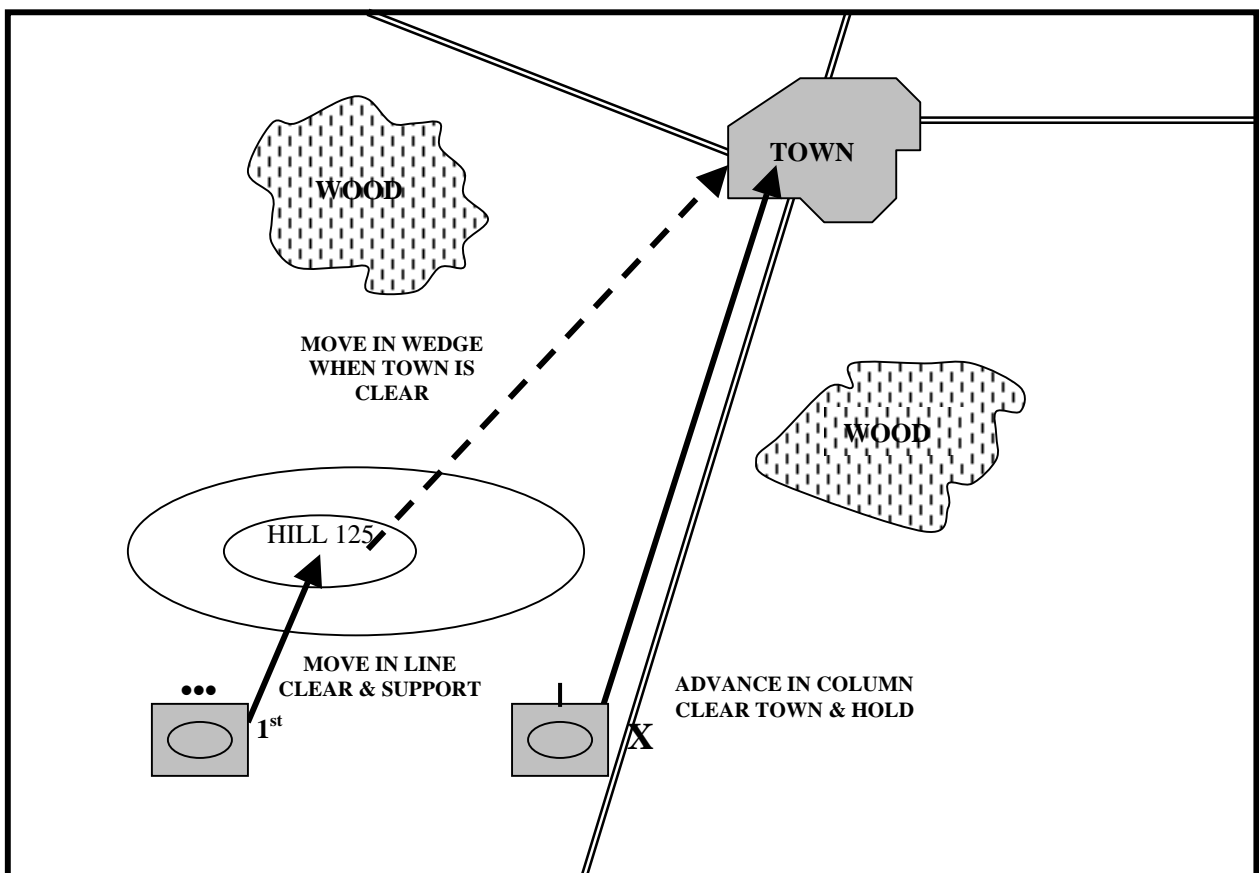 TOWN
WOOD
MOVE IN WEDGE
WHEN TOWN IS
CLEAR
WOOD
HILL 125
MOVE IN LINE
CLEAR & SUPPORT
ADVANCE IN COLUMN
CLEAR TOWN & HOLD
1st
X